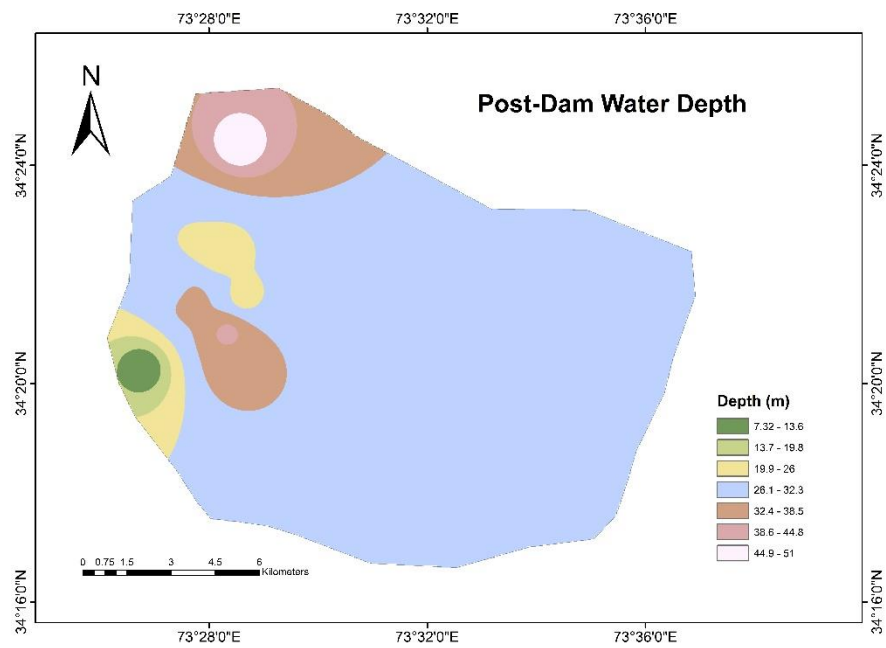 73°28'0"E 73°32'0"E 73°36'0"E
N
Post-Dam Water Depth
34°24'0"N 34°24'0"N
34°20'0"N 34°20'0"N
Depth (m)
7.32 - 13.6
13.7 - 19.8
19.9 - 26
26.1 - 32.3
32.4 - 38.5
38.6 - 44.8
44.9 - 51
0 0.75 1.5 3 4.5 6
Kilometers
34°16'0"N 34°16'0"N
73°28'0"E 73°32'0"E 73°36'0"E